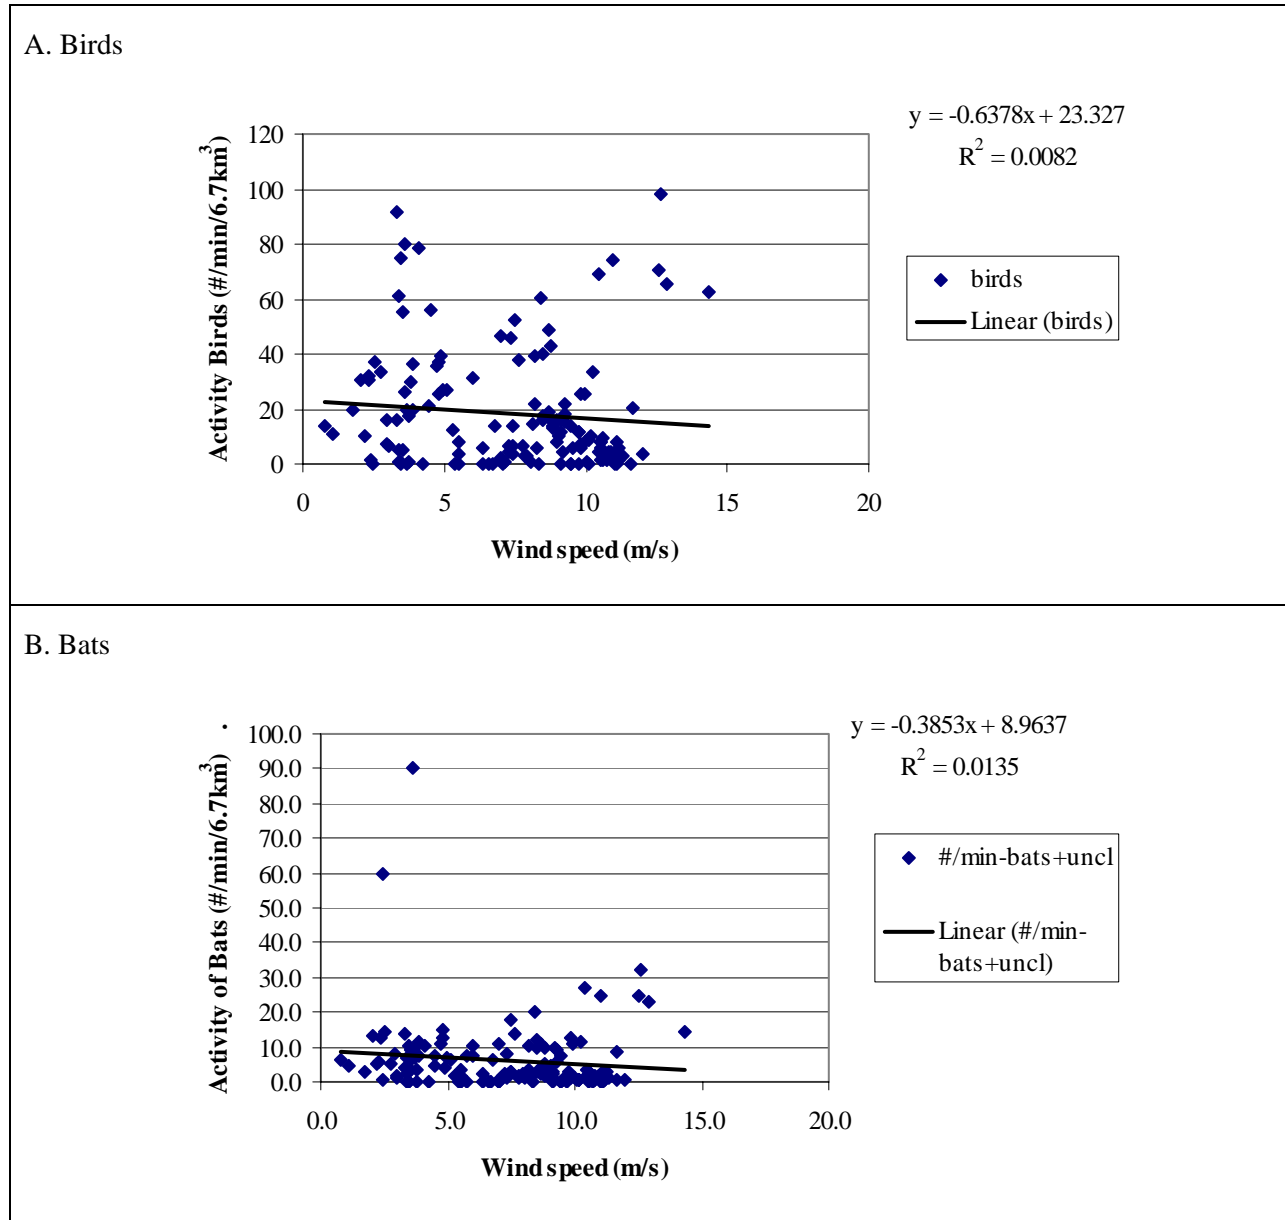 A. Birds
y = -0.6378x + 23.327
R² = 0.0082
Activity Birds (#/min/6.7km³)
120
100
80
60
40
20
0
0 5 10 15 20
Wind speed (m/s)
birds
Linear (birds)
B. Bats
y = -0.3853x + 8.9637
R² = 0.0135
Activity of Bats (#/min/6.7km³) .
100.0
90.0
80.0
70.0
60.0
50.0
40.0
30.0
20.0
10.0
0.0
0.0 5.0 10.0 15.0 20.0
Wind speed (m/s)
#/min-bats+uncl
Linear (#/min-
bats+uncl)